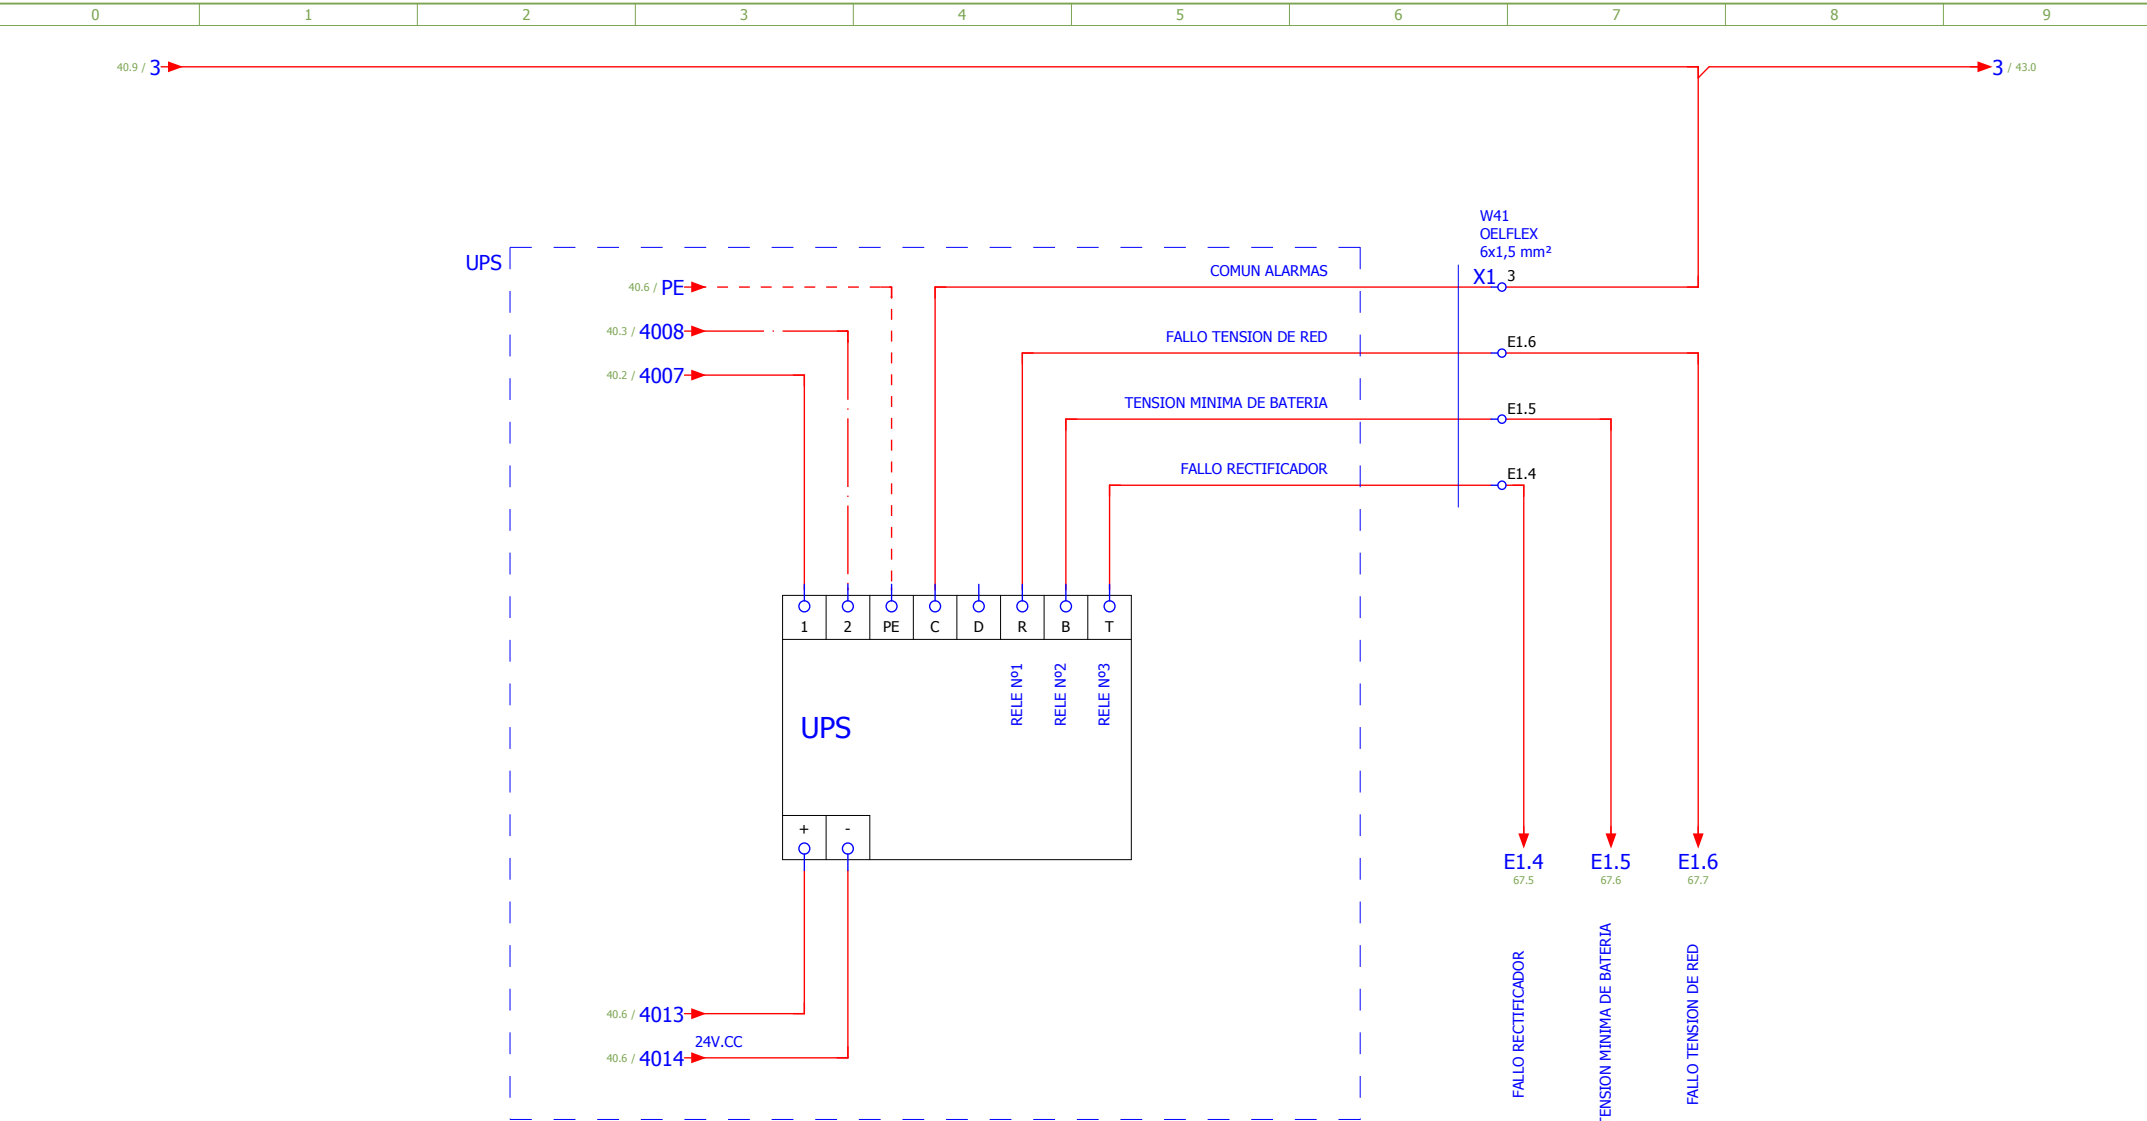 0 1 2 3 4 5 6 7 8 9
40.9 / 3
3 / 43.0
W41
OELFLEX
6x1,5 mm²
UPS
COMUN ALARMAS
X1 3
40.6 / PE
40.3 / 4008
FALLO TENSION DE RED
E1.6
40.2 / 4007
TENSION MINIMA DE BATERIA
E1.5
FALLO RECTIFICADOR
E1.4
1 2 PE C D R B T
RELE Nº1
RELE Nº2
RELE Nº3
UPS
+ -
E1.4 E1.5 E1.6
67.5 67.6 67.7
FALLO RECTIFICADOR
TENSION MINIMA DE BATERIA
FALLO TENSION DE RED
40.6 / 4013
24V.CC
40.6 / 4014